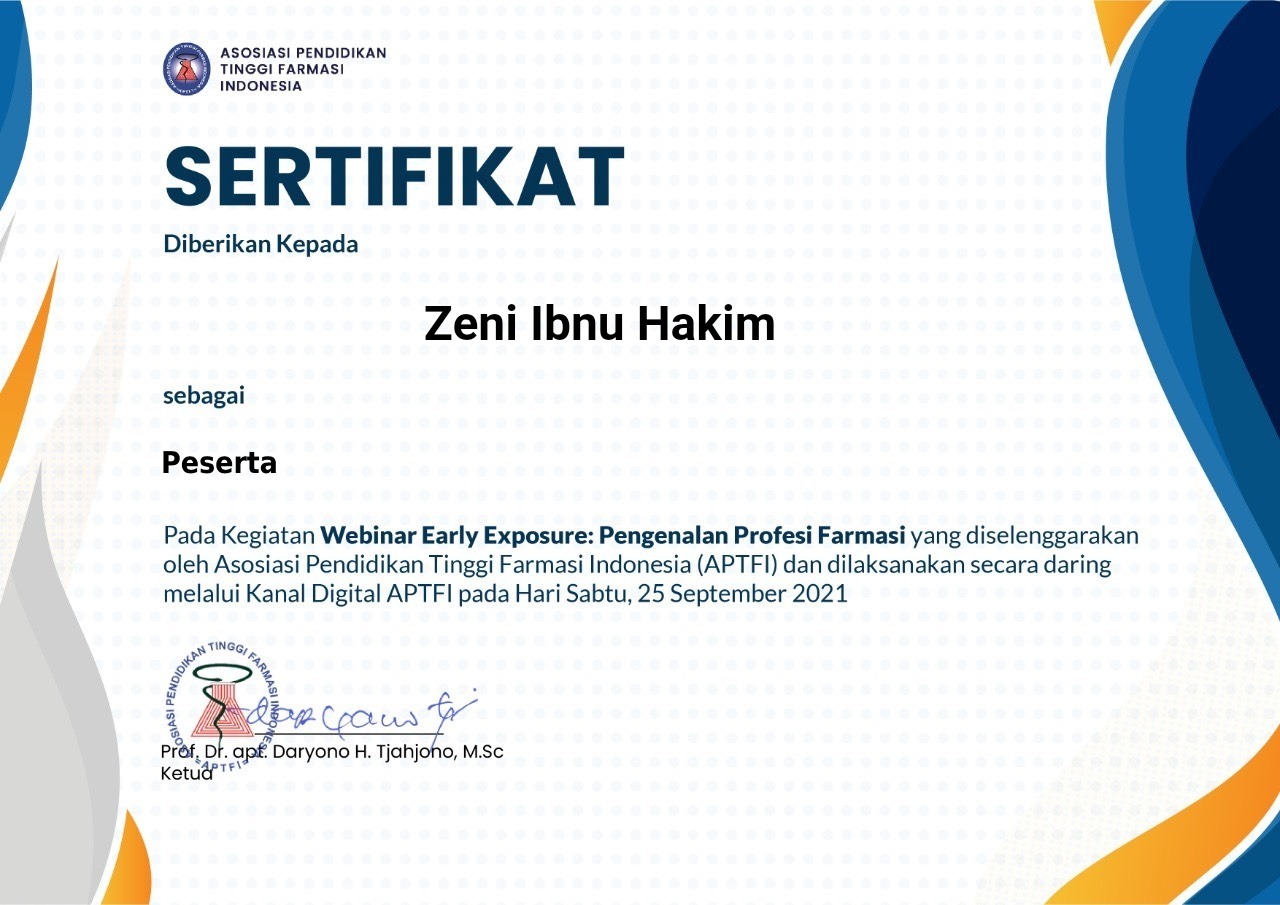 ASOSIASI PENDIDIKAN
TINGGI FARMASI
INDONESIA
SERTIFIKAT
Diberikan Kepada
Zeni Ibnu Hakim
sebagai
Peserta
Pada Kegiatan Webinar Early Exposure: Pengenalan Profesi Farmasi yang diselenggarakan
oleh Asosiasi Pendidikan Tinggi Farmasi Indonesia (APTFI) dan dilaksanakan secara daring
melalui Kanal Digital APTFI pada Hari Sabtu, 25 September 2021
ASOSIASI PENDIDIKAN TINGGI FARMASI INDONESIA
APTFI
Prof. Dr. apt. Daryono H. Tjahjono, M.Sc
Ketua